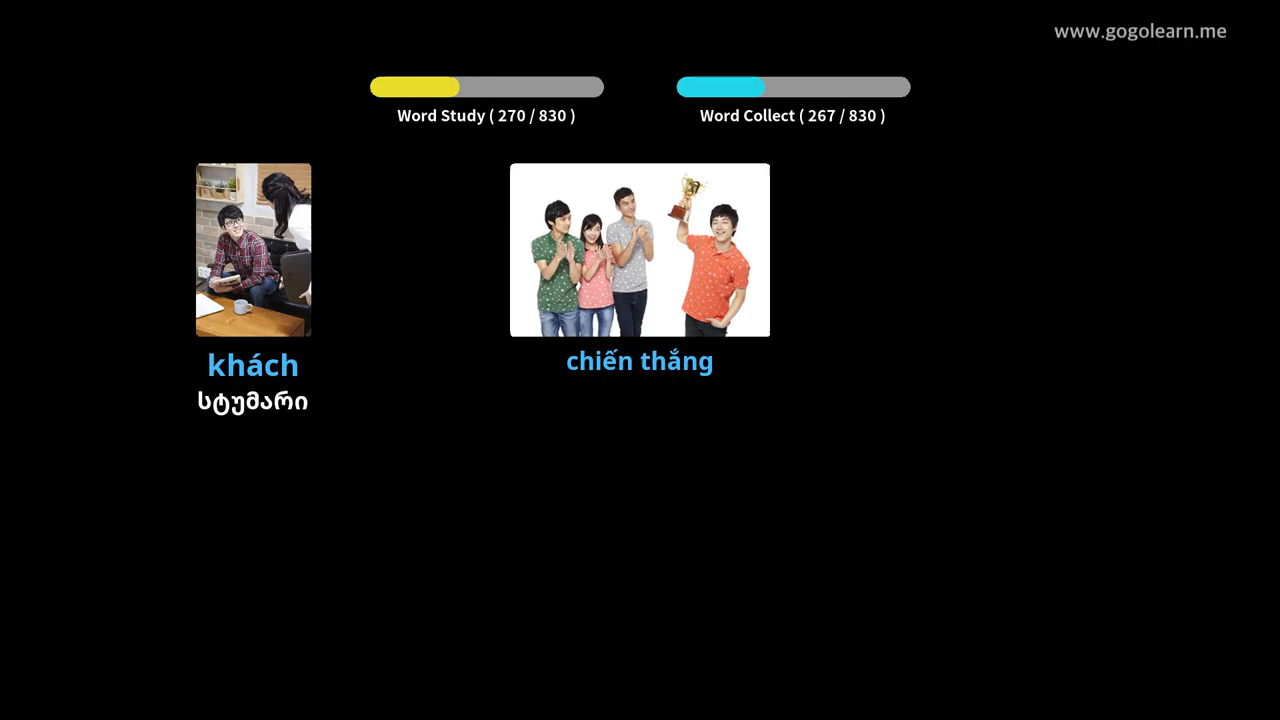 www.gogolearn.me
Word Study ( 270 / 830 )
Word Collect ( 267 / 830 )
khách
სტუმარი
chiến thắng